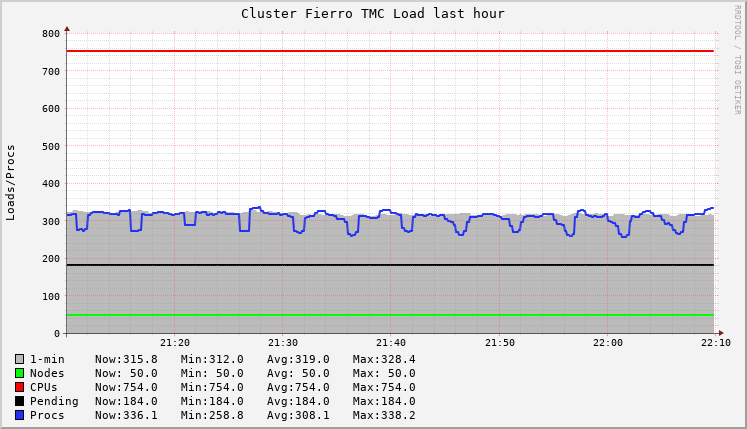 Cluster Fierro TMC Load last hour
RRDTOOL / TOBI OETIKER
Loads/Procs
800
700
600
500
400
300
200
100
0
21:20 21:30 21:40 21:50 22:00 22:10
1-min Now:315.8 Min:312.0 Avg:319.0 Max:328.4
Nodes Now: 50.0 Min: 50.0 Avg: 50.0 Max: 50.0
CPUs Now:754.0 Min:754.0 Avg:754.0 Max:754.0
Pending Now:184.0 Min:184.0 Avg:184.0 Max:184.0
Procs Now:336.1 Min:258.8 Avg:308.1 Max:338.2